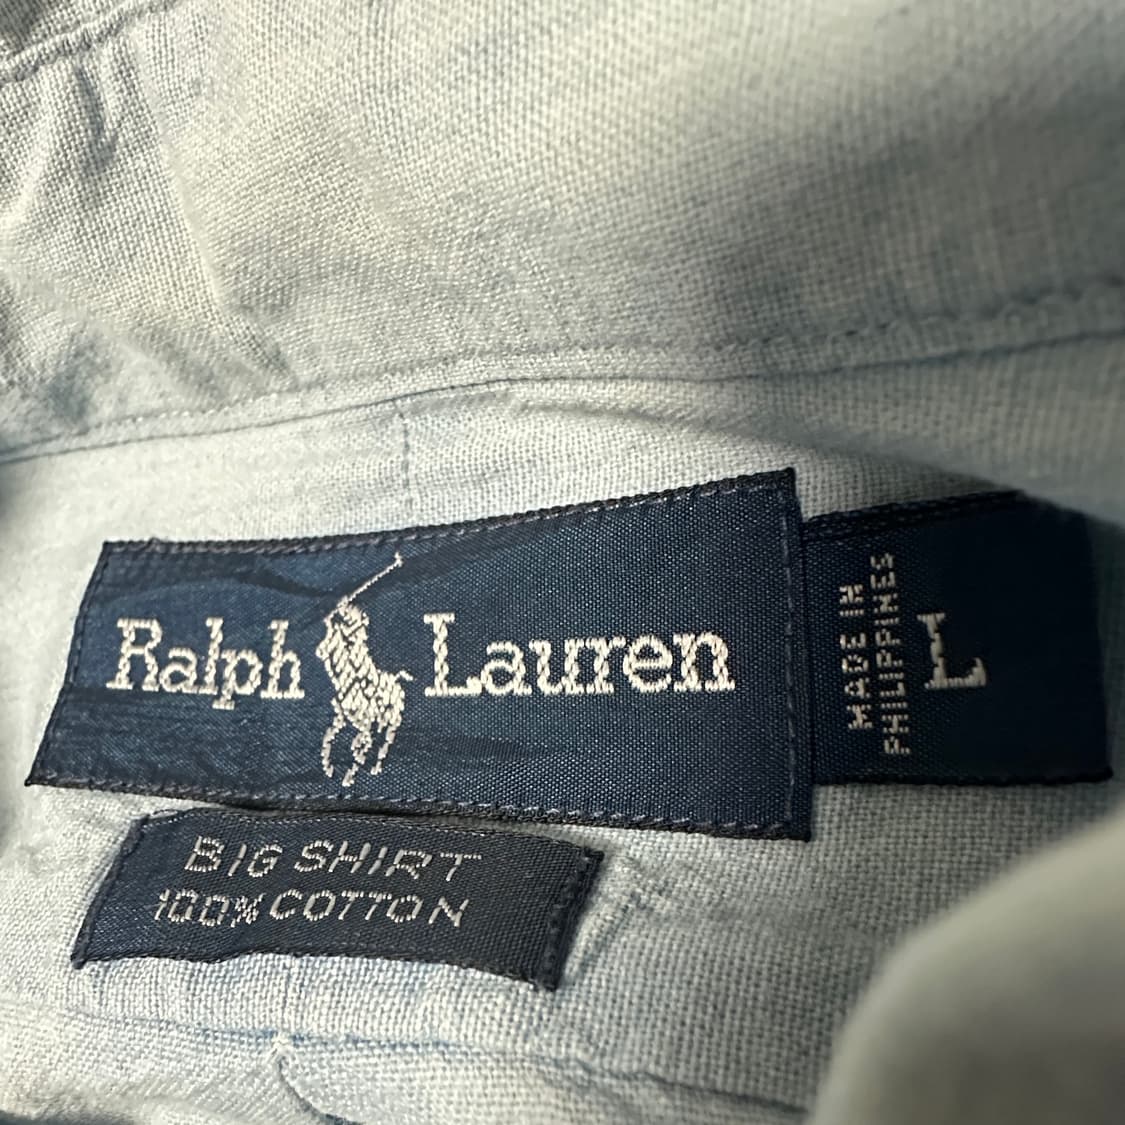 Ralph Lauren
MADE IN
PHILIPPINES
L
BIG SHIRT
100% COTTON